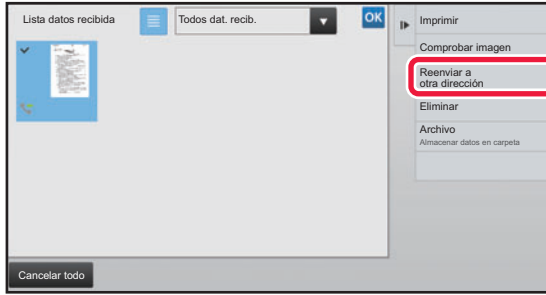 Lista datos recibida
Todos dat. recib.
OK
Imprimir
Comprobar imagen
Reenviar a
otra dirección
Eliminar
Archivo
Almacenar datos en carpeta
Cancelar todo